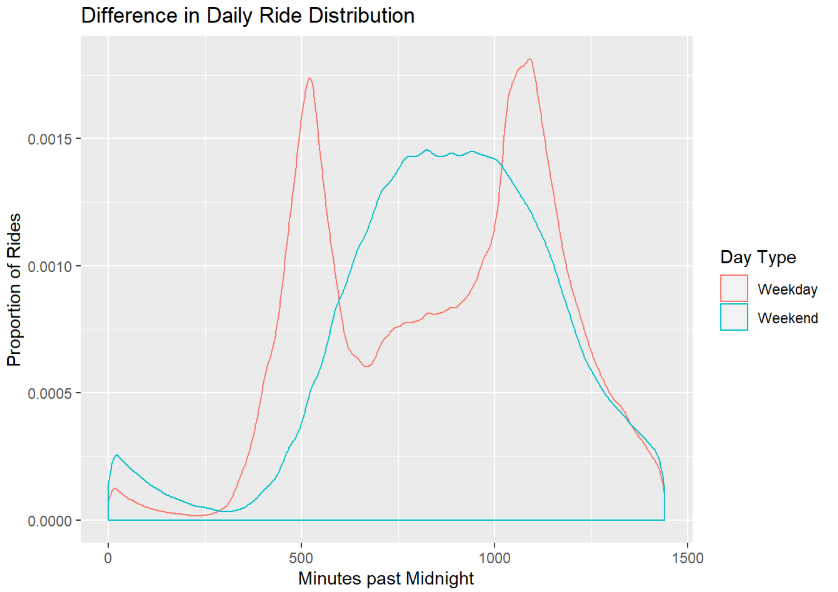 Difference in Daily Ride Distribution
Proportion of Rides
0.0015
0.0010
0.0005
0.0000
0
500
1000
1500
Minutes past Midnight
Day Type
Weekday
Weekend